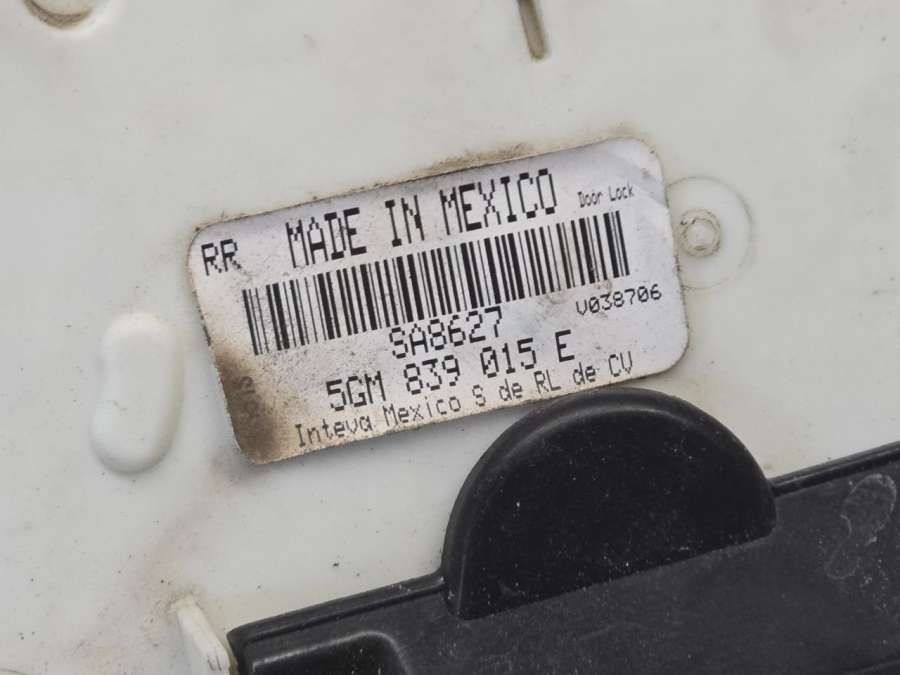 RR MADE IN MEXICO Door Lock
V038706
SA8627
5GM 839 015 E
Inteva Mexico S de RL de CV